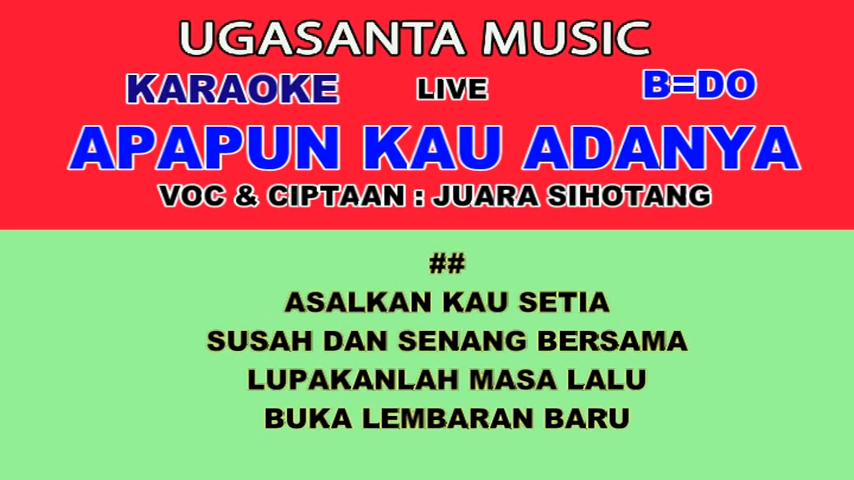 UGASANTA MUSIC
KARAOKE LIVE B=DO
APAPUN KAU ADANYA
VOC & CIPTAAN : JUARA SIHOTANG
##
ASALKAN KAU SETIA
SUSAH DAN SENANG BERSAMA
LUPAKANLAH MASA LALU
BUKA LEMBARAN BARU